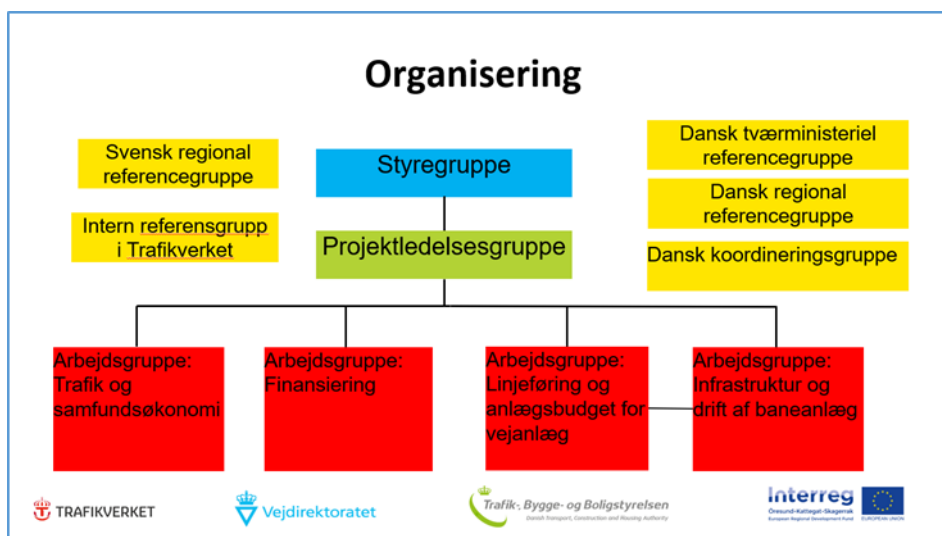 Organisering
Svensk regional
referencegruppe
Intern referensgrupp
i Trafikverket
Styregruppe
Projektledelsesgruppe
Dansk tværministeriel
referencegruppe
Dansk regional
referencegruppe
Dansk koordineringsgruppe
Arbejdsgruppe:
Trafik og
samfundsøkonomi
Arbejdsgruppe:
Finansiering
Arbejdsgruppe:
Linjeføring og
anlægsbudget for
vejanlæg
Arbejdsgruppe:
Infrastruktur og
drift af baneanlæg
TRAFIKVERKET
Vejdirektoratet
Trafik-, Bygge- og Boligstyrelsen
Danish Transport, Construction and Housing Authority
Interreg
Öresund-Kattegat-Skagerrak
European Regional Development Fund
EUROPEAN UNION